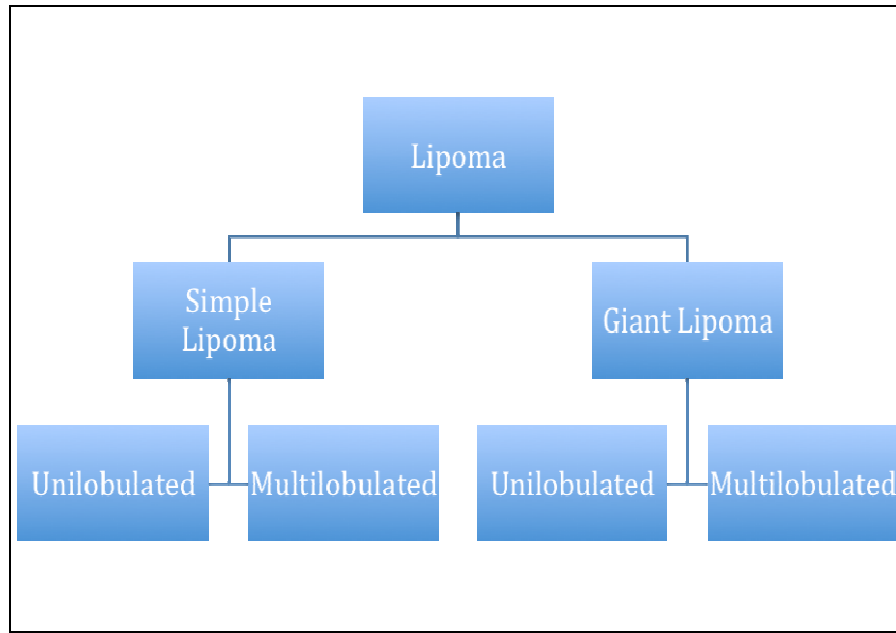 Lipoma
Simple
Lipoma
Giant Lipoma
Unilobulated
Multilobulated
Unilobulated
Multilobulated